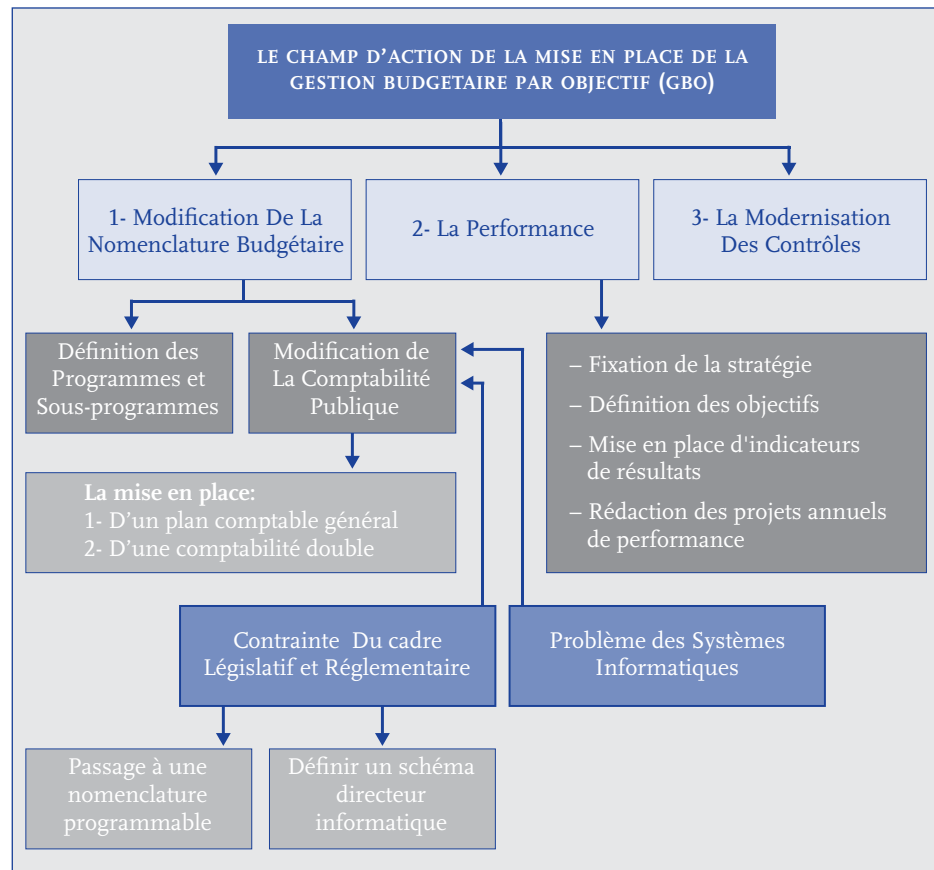 LE CHAMP D’ACTION DE LA MISE EN PLACE DE LA
GESTION BUDGETAIRE PAR OBJECTIF (GBO)
1- Modification De La
Nomenclature Budgétaire
2- La Performance
3- La Modernisation
Des Contrôles
Définition des
Programmes et
Sous-programmes
Modification de
La Comptabilité
Publique
– Fixation de la stratégie
– Définition des objectifs
– Mise en place d'indicateurs
de résultats
– Rédaction des projets annuels
de performance
La mise en place:
1- D’un plan comptable général
2- D’une comptabilité double
Contrainte Du cadre
Législatif et Réglementaire
Problème des Systèmes
Informatiques
Passage à une
nomenclature
programmable
Définir un schéma
directeur
informatique